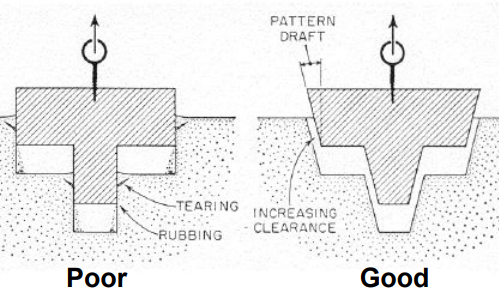 PATTERN
DRAFT
TEARING
RUBBING
INCREASING
CLEARANCE
Poor
Good